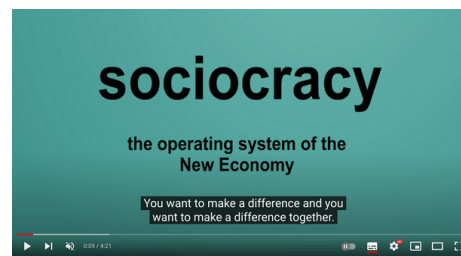 sociocracy
the operating system of the
New Economy
You want to make a difference and you
want to make a difference together.
0:09 / 4:21